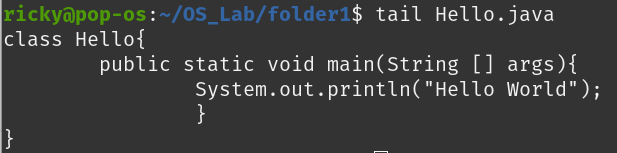 ricky@pop-os:~/OS_Lab/folder1$ tail Hello.java
class Hello{
        public static void main(String [] args){
                System.out.println("Hello World");
                }
}